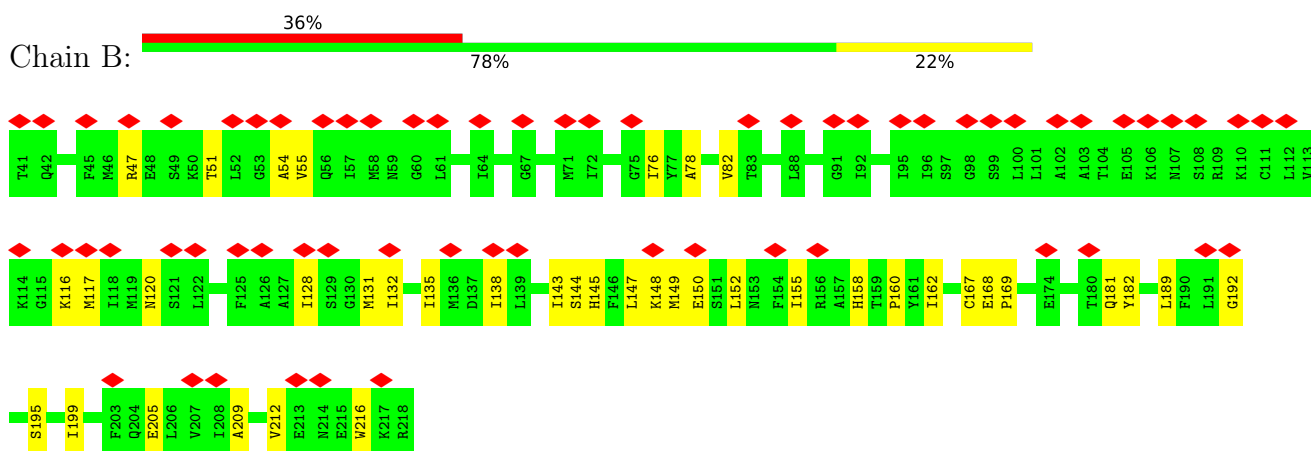 36%
Chain B:
78% 22%
T41 Q42 F45 M46 R47 E48 S49 K50 T51 L52 G53 A54 V55 Q56 I57 M58 N59 G60 L61 I64 G67 M71 I72 G75 I76 Y77 A78 V82 T83 L88 G91 I92 I95 I96 S97 G98 S99 L100 L101 A102 A103 T104 E105 K106 N107 S108 R109 K110 C111 L112 V113
K114 G115 K116 M117 I118 M119 N120 S121 L122 F125 A126 A127 I128 S129 G130 M131 I132 I135 M136 D137 I138 L139 I143 S144 H145 F146 L147 K148 M149 E150 S151 L152 N153 F154 I155 R156 A157 H158 T159 P160 Y161 I162 C167 E168 P169 E174 T180 Q181 Y182 L189 F190 L191 G192
S195 I199 F203 Q204 E205 L206 V207 I208 A209 V212 E213 N214 E215 W216 K217 R218